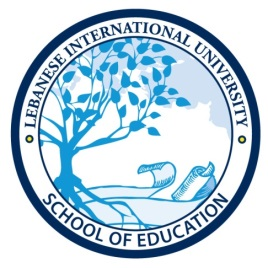 LEBANESE INTERNATIONAL UNIVERSITY
SCHOOL OF EDUCATION